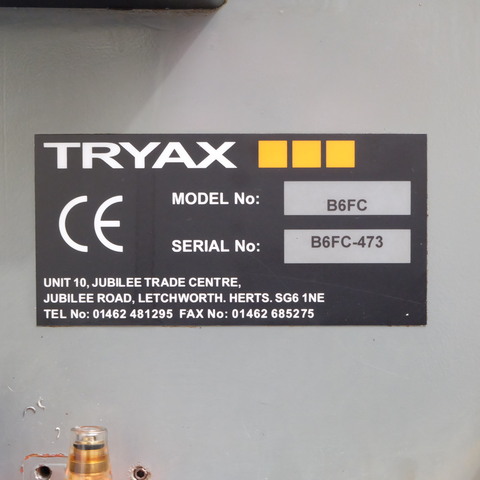 TRYAX
CE
MODEL No: B6FC
SERIAL No: B6FC-473
UNIT 10, JUBILEE TRADE CENTRE,
JUBILEE ROAD, LETCHWORTH. HERTS. SG6 1NE
TEL No: 01462 481295 FAX No: 01462 685275